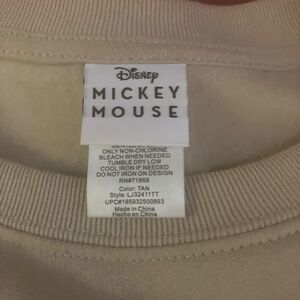 Disney
MICKEY
MOUSE
ONLY NON-CHLORINE
BLEACH WHEN NEEDED
TUMBLE DRY LOW
COOL IRON IF NEEDED
DO NOT IRON ON DESIGN
RN#71868
Color: TAN
Style: LJ32411TT
UPC#195932500893
Made in China
Hecho en China